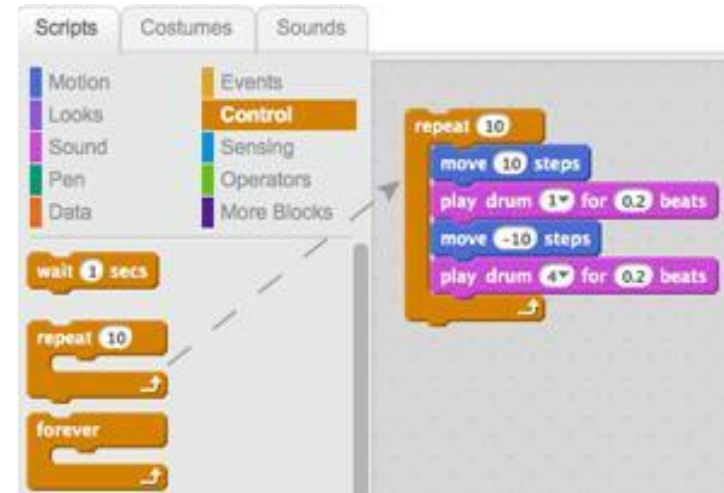 Scripts Costumes Sounds
Motion Events
Looks Control
Sound Sensing
Pen Operators
Data More Blocks
wait 1 secs
repeat 10
forever
repeat 10
move 10 steps
play drum 1 for 0.2 beats
move -10 steps
play drum 4 for 0.2 beats